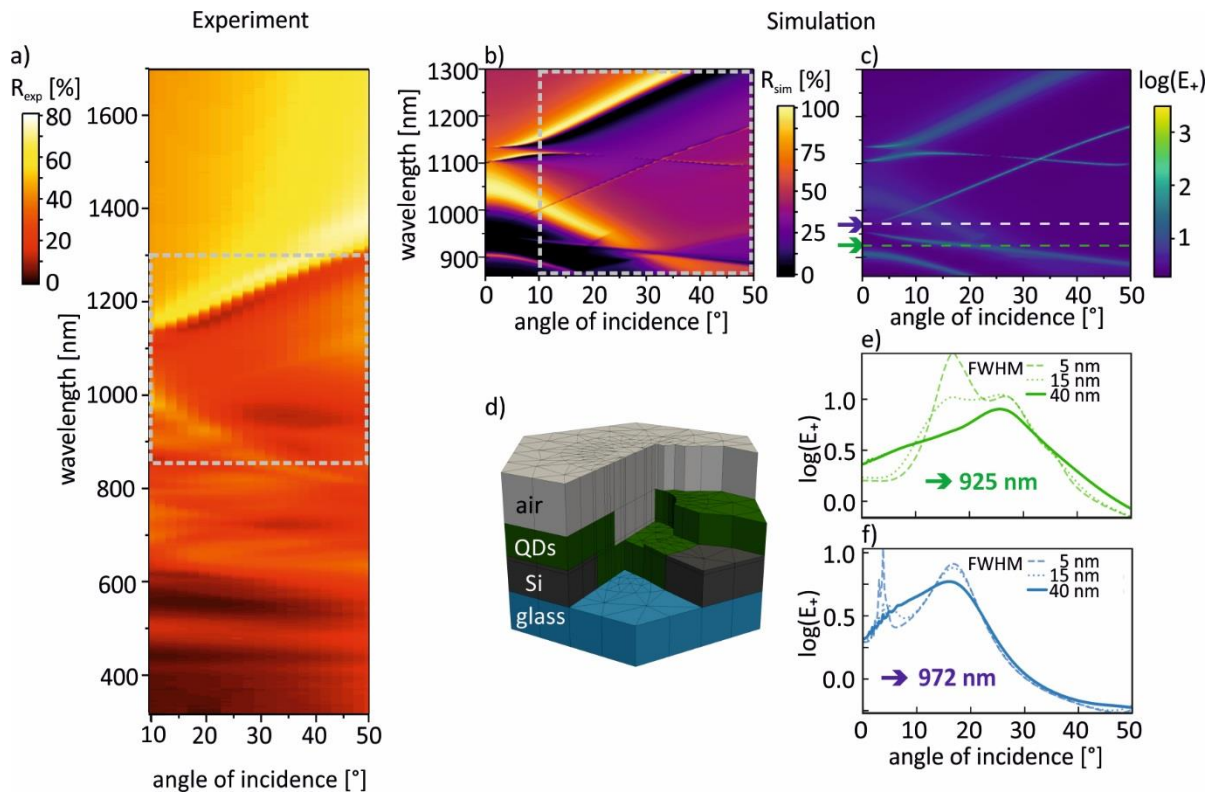 Experiment
Simulation
a)
R_exp [%]
80
60
40
20
0
1600
1400
1200
1000
800
600
400
wavelength [nm]
10 20 30 40 50
angle of incidence [°]
b)
1300
1200
1100
1000
900
wavelength [nm]
0 10 20 30 40 50
angle of incidence [°]
R_sim [%]
100
75
50
25
0
c)
log(E₊)
3
2
1
0 10 20 30 40 50
angle of incidence [°]
d)
air
QDs
Si
glass
e)
FWHM
5 nm
15 nm
40 nm
1.0
0.5
0.0
log(E₊)
➔ 925 nm
f)
FWHM
5 nm
15 nm
40 nm
1.0
0.5
0.0
log(E₊)
➔ 972 nm
0 10 20 30 40 50
angle of incidence [°]